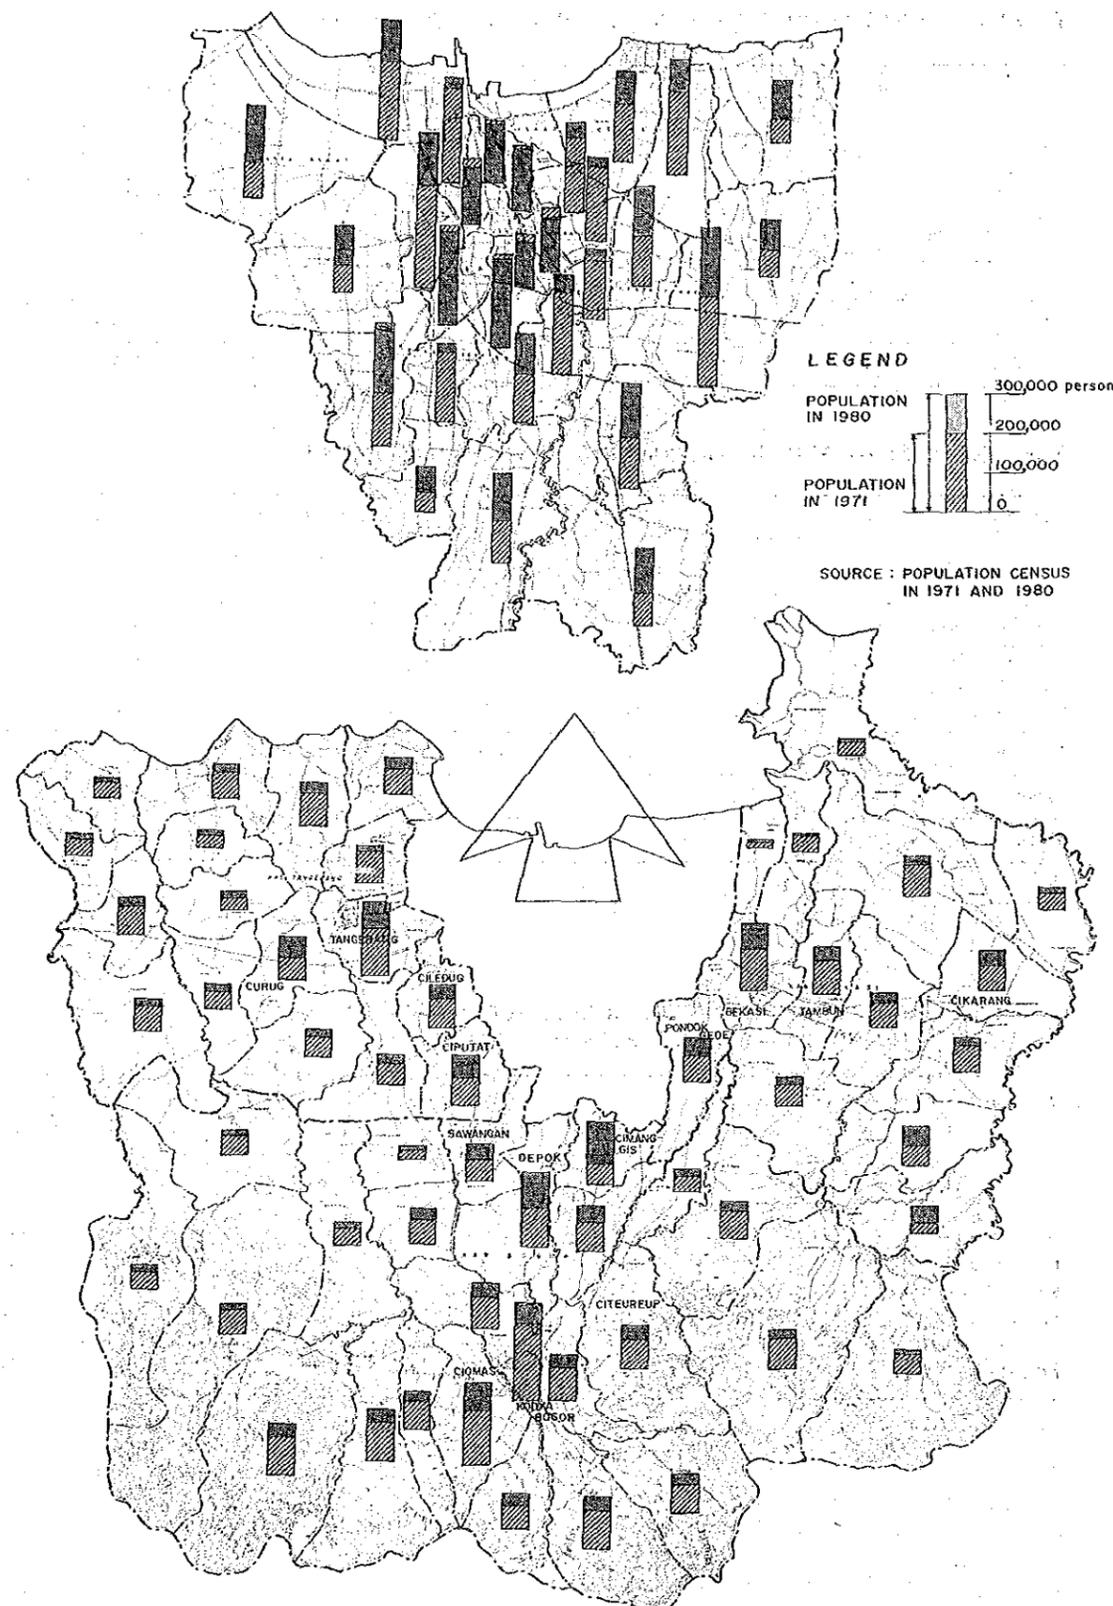 LEGEND
300,000 person
POPULATION
IN 1980
200,000
100,000
POPULATION
IN 1971
0
SOURCE : POPULATION CENSUS
IN 1971 AND 1980
TANGERANG
CURUG
CILEDUG
CIPUTAT
BEKASI
TAMBUN
CIKARANG
PONDOK
GEDE
SAWANGAN
DEPOK
CIMANG
GIS
CITEUREUP
CIOMAS
KODYA
BOGOR